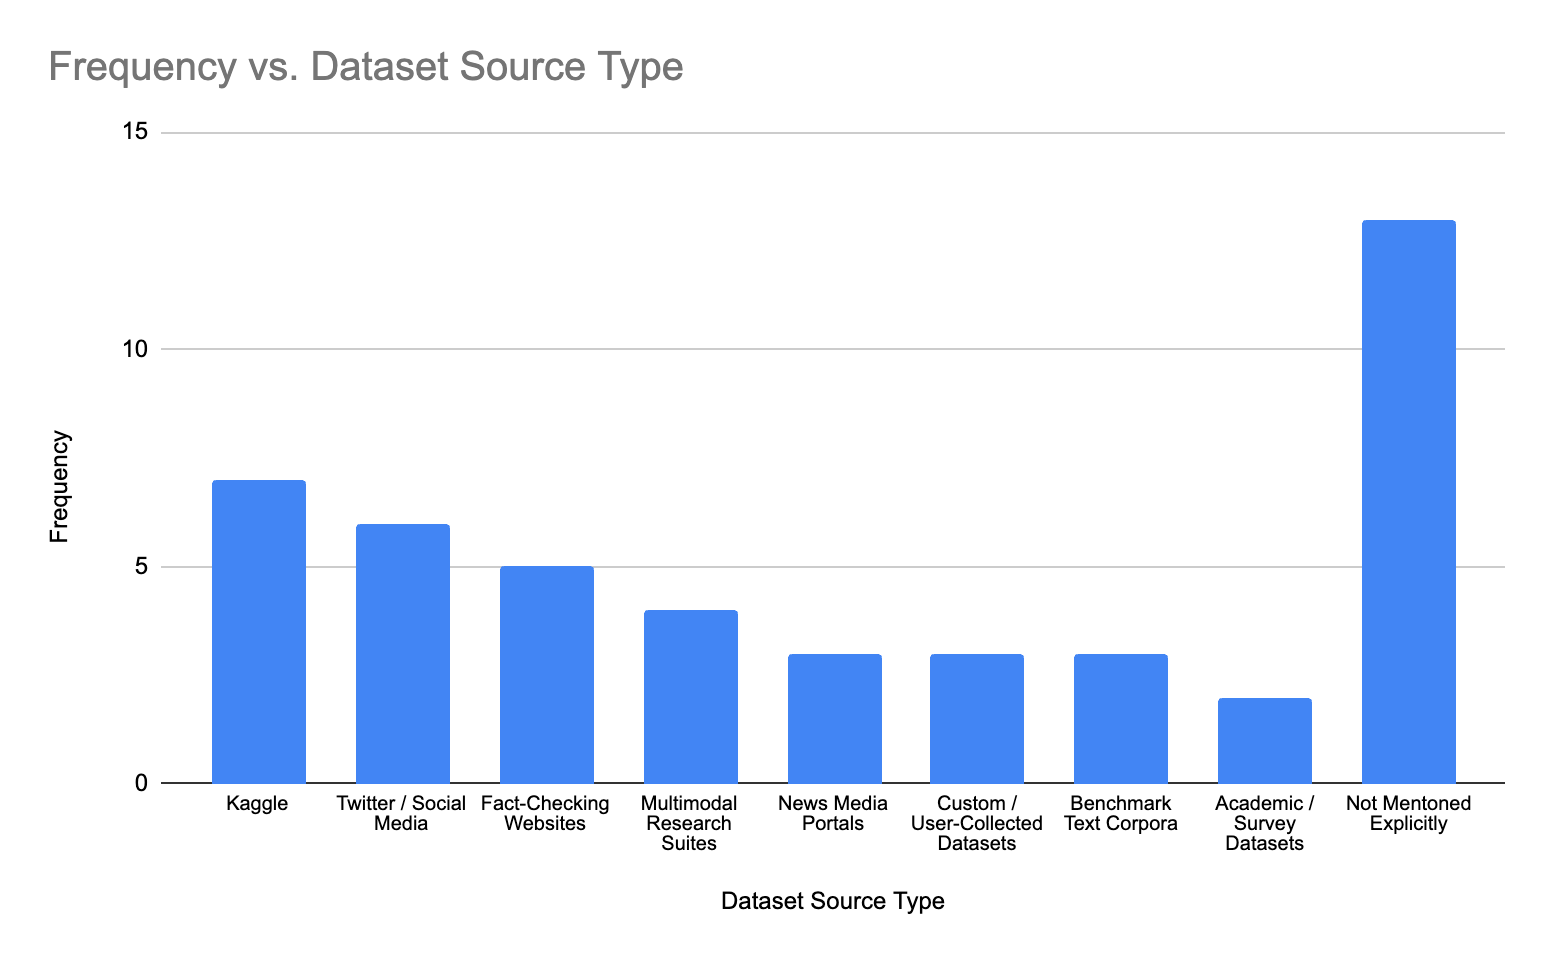 Frequency vs. Dataset Source Type
15
10
5
0
Frequency
Kaggle
Twitter / Social
Media
Fact-Checking
Websites
Multimodal
Research
Suites
News Media
Portals
Custom /
User-Collected
Datasets
Benchmark
Text Corpora
Academic /
Survey
Datasets
Not Mentoned
Explicitly
Dataset Source Type